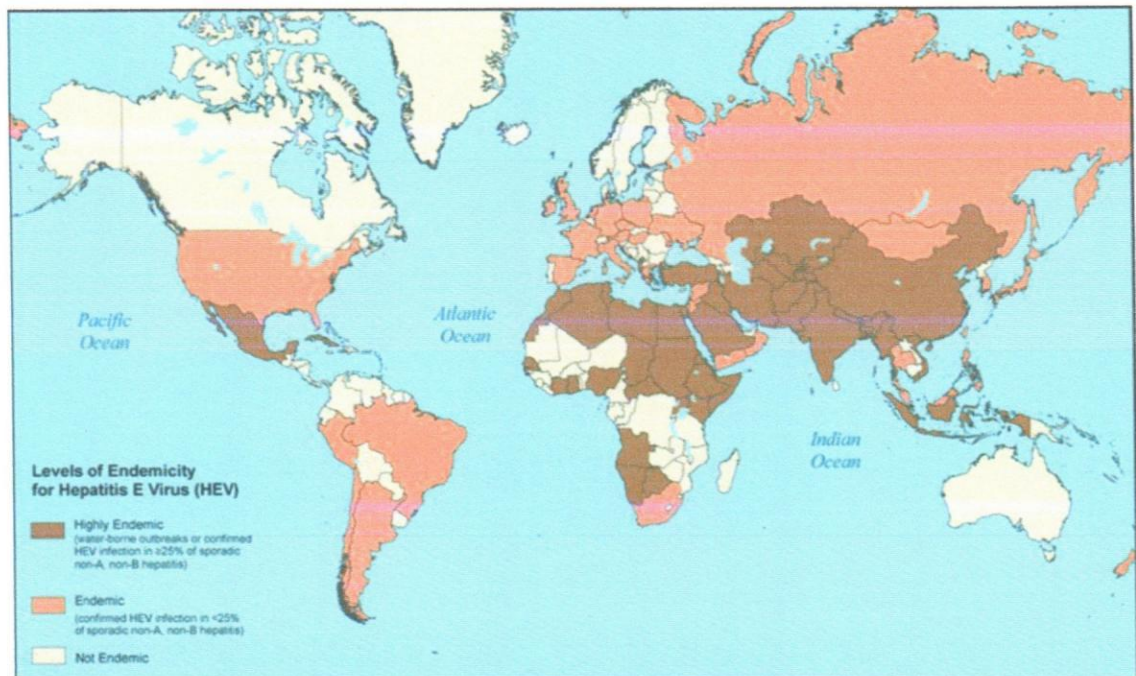 Pacific
Ocean
Atlantic
Ocean
Indian
Ocean
Levels of Endemicity
for Hepatitis E Virus (HEV)
Highly Endemic
(water-borne outbreaks or confirmed
HEV infection in ≥25% of sporadic
non-A, non-B hepatitis)
Endemic
(confirmed HEV infection in <25%
of sporadic non-A, non-B hepatitis)
Not Endemic